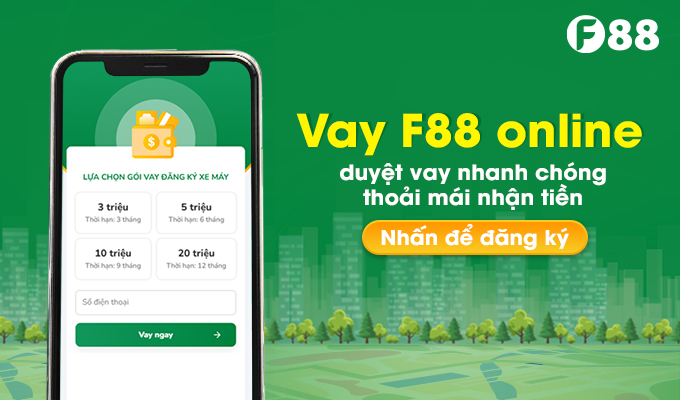 F88
Vay F88 online
duyệt vay nhanh chóng
thoải mái nhận tiền
Nhấn để đăng ký
$
LỰA CHỌN GÓI VAY ĐĂNG KÝ XE MÁY
3 triệu
Thời hạn: 3 tháng
5 triệu
Thời hạn: 6 tháng
10 triệu
Thời hạn: 9 tháng
20 triệu
Thời hạn: 12 tháng
Số điện thoại
Vay ngay